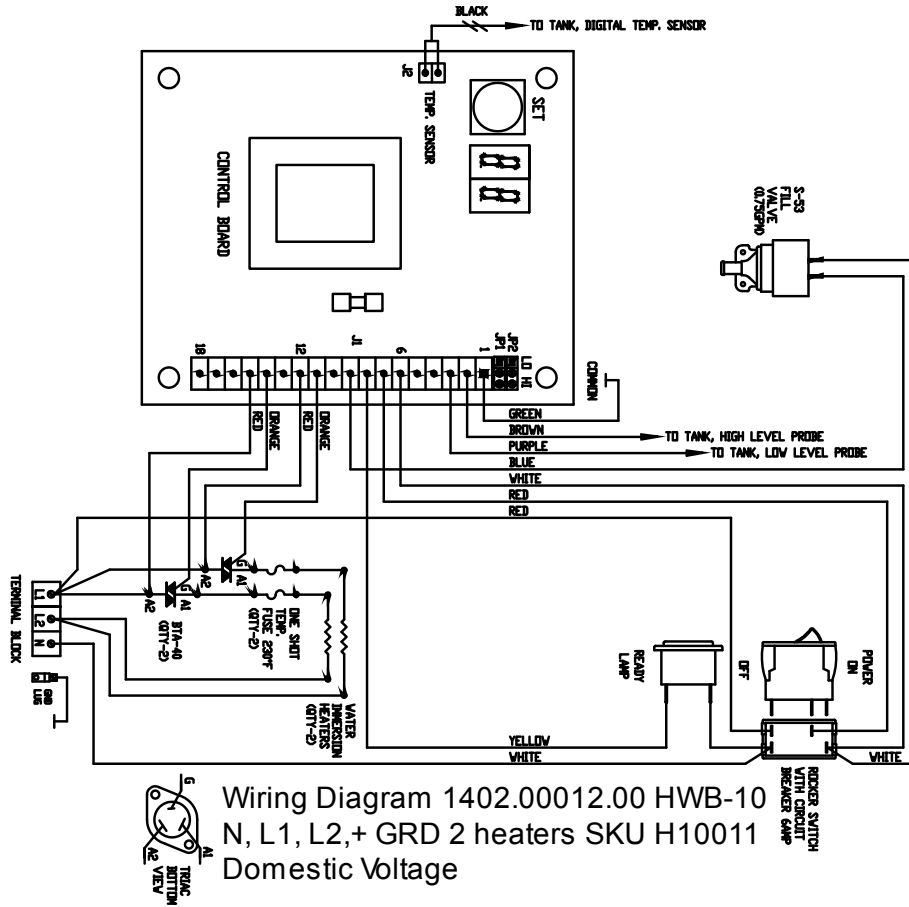 BLACK
TO TANK, DIGITAL TEMP. SENSOR
J2
TEMP. SENSOR
SET
CONTROL BOARD
S-53
FILL
VALVE
(0.75GPM)
J1
18
12
6
1
JP1
JP2
LO
HI
COMMON
GREEN
BROWN
TO TANK, HIGH LEVEL PROBE
PURPLE
TO TANK, LOW LEVEL PROBE
BLUE
WHITE
RED
RED
RED
ORANGE
RED
ORANGE
A2
G
A1
A2
G
A1
BTA-40
(QTY-2)
ONE SHOT
TEMP.
FUSE 230°F
(QTY-2)
TERMINAL BLOCK
L1
L2
N
GND
LUG
WATER
IMMERSION
HEATERS
(QTY-2)
READY
LAMP
OFF
POWER
ON
YELLOW
WHITE
WHITE
ROCKER SWITCH
WITH CIRCUIT
BREAKER 6AMP
G
A2
A1
TRIAC
BOTTOM
VIEW
Wiring Diagram 1402.00012.00 HWB-10
N, L1, L2,+ GRD 2 heaters SKU H10011
Domestic Voltage